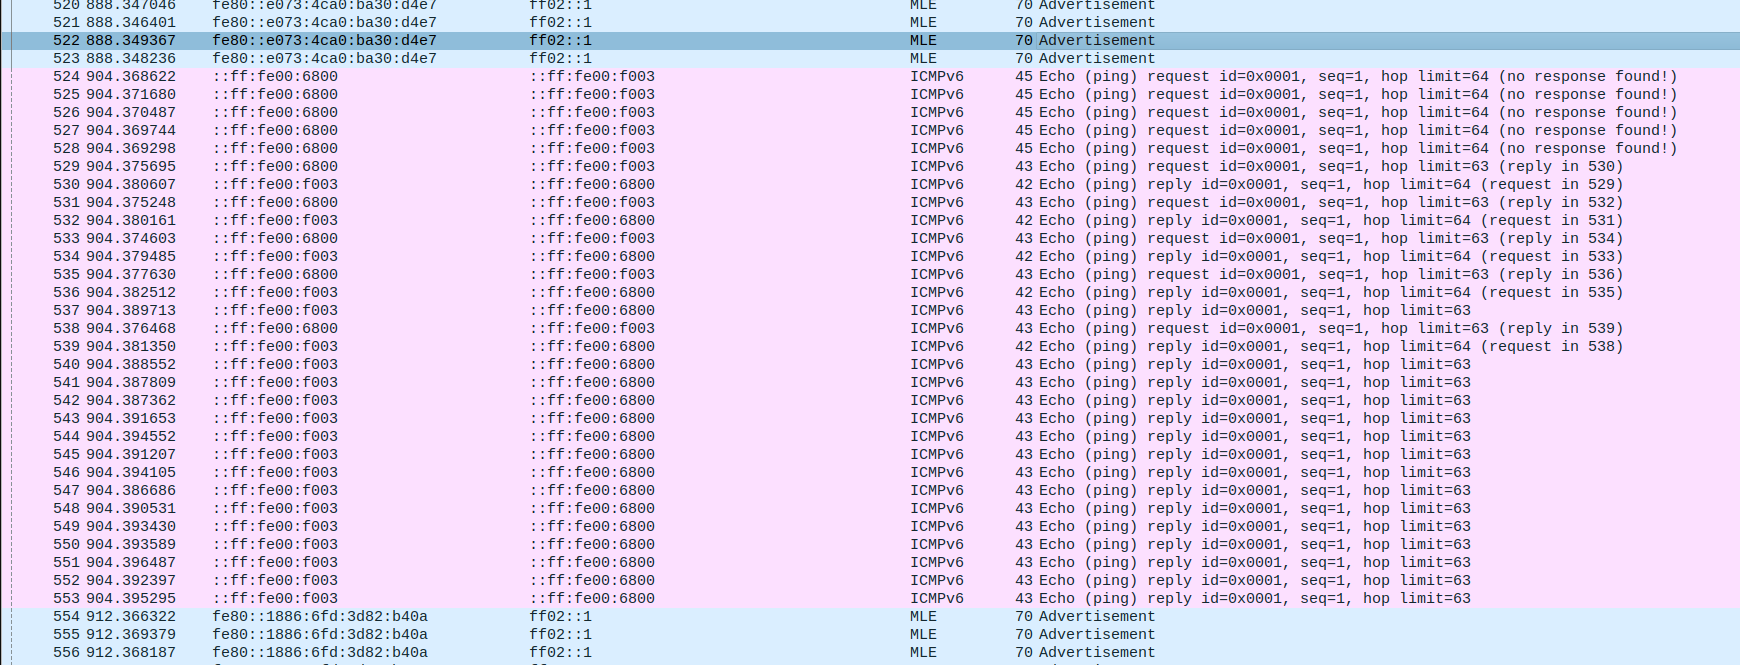 520 888.347046 fe80::e073:4ca0:ba30:d4e7 ff02::1 MLE 70 Advertisement
521 888.346401 fe80::e073:4ca0:ba30:d4e7 ff02::1 MLE 70 Advertisement
522 888.349367 fe80::e073:4ca0:ba30:d4e7 ff02::1 MLE 70 Advertisement
523 888.348236 fe80::e073:4ca0:ba30:d4e7 ff02::1 MLE 70 Advertisement
524 904.368622 ::ff:fe00:6800 ::ff:fe00:f003 ICMPv6 45 Echo (ping) request id=0x0001, seq=1, hop limit=64 (no response found!)
525 904.371680 ::ff:fe00:6800 ::ff:fe00:f003 ICMPv6 45 Echo (ping) request id=0x0001, seq=1, hop limit=64 (no response found!)
526 904.370487 ::ff:fe00:6800 ::ff:fe00:f003 ICMPv6 45 Echo (ping) request id=0x0001, seq=1, hop limit=64 (no response found!)
527 904.369744 ::ff:fe00:6800 ::ff:fe00:f003 ICMPv6 45 Echo (ping) request id=0x0001, seq=1, hop limit=64 (no response found!)
528 904.369298 ::ff:fe00:6800 ::ff:fe00:f003 ICMPv6 45 Echo (ping) request id=0x0001, seq=1, hop limit=64 (no response found!)
529 904.375695 ::ff:fe00:6800 ::ff:fe00:f003 ICMPv6 43 Echo (ping) request id=0x0001, seq=1, hop limit=63 (reply in 530)
530 904.380607 ::ff:fe00:f003 ::ff:fe00:6800 ICMPv6 42 Echo (ping) reply id=0x0001, seq=1, hop limit=64 (request in 529)
531 904.375248 ::ff:fe00:6800 ::ff:fe00:f003 ICMPv6 43 Echo (ping) request id=0x0001, seq=1, hop limit=63 (reply in 532)
532 904.380161 ::ff:fe00:f003 ::ff:fe00:6800 ICMPv6 42 Echo (ping) reply id=0x0001, seq=1, hop limit=64 (request in 531)
533 904.374603 ::ff:fe00:6800 ::ff:fe00:f003 ICMPv6 43 Echo (ping) request id=0x0001, seq=1, hop limit=63 (reply in 534)
534 904.379485 ::ff:fe00:f003 ::ff:fe00:6800 ICMPv6 42 Echo (ping) reply id=0x0001, seq=1, hop limit=64 (request in 533)
535 904.377630 ::ff:fe00:6800 ::ff:fe00:f003 ICMPv6 43 Echo (ping) request id=0x0001, seq=1, hop limit=63 (reply in 536)
536 904.382512 ::ff:fe00:f003 ::ff:fe00:6800 ICMPv6 42 Echo (ping) reply id=0x0001, seq=1, hop limit=64 (request in 535)
537 904.389713 ::ff:fe00:f003 ::ff:fe00:6800 ICMPv6 43 Echo (ping) reply id=0x0001, seq=1, hop limit=63
538 904.376468 ::ff:fe00:6800 ::ff:fe00:f003 ICMPv6 43 Echo (ping) request id=0x0001, seq=1, hop limit=63 (reply in 539)
539 904.381350 ::ff:fe00:f003 ::ff:fe00:6800 ICMPv6 42 Echo (ping) reply id=0x0001, seq=1, hop limit=64 (request in 538)
540 904.388552 ::ff:fe00:f003 ::ff:fe00:6800 ICMPv6 43 Echo (ping) reply id=0x0001, seq=1, hop limit=63
541 904.387809 ::ff:fe00:f003 ::ff:fe00:6800 ICMPv6 43 Echo (ping) reply id=0x0001, seq=1, hop limit=63
542 904.387362 ::ff:fe00:f003 ::ff:fe00:6800 ICMPv6 43 Echo (ping) reply id=0x0001, seq=1, hop limit=63
543 904.391653 ::ff:fe00:f003 ::ff:fe00:6800 ICMPv6 43 Echo (ping) reply id=0x0001, seq=1, hop limit=63
544 904.394552 ::ff:fe00:f003 ::ff:fe00:6800 ICMPv6 43 Echo (ping) reply id=0x0001, seq=1, hop limit=63
545 904.391207 ::ff:fe00:f003 ::ff:fe00:6800 ICMPv6 43 Echo (ping) reply id=0x0001, seq=1, hop limit=63
546 904.394105 ::ff:fe00:f003 ::ff:fe00:6800 ICMPv6 43 Echo (ping) reply id=0x0001, seq=1, hop limit=63
547 904.386686 ::ff:fe00:f003 ::ff:fe00:6800 ICMPv6 43 Echo (ping) reply id=0x0001, seq=1, hop limit=63
548 904.390531 ::ff:fe00:f003 ::ff:fe00:6800 ICMPv6 43 Echo (ping) reply id=0x0001, seq=1, hop limit=63
549 904.393430 ::ff:fe00:f003 ::ff:fe00:6800 ICMPv6 43 Echo (ping) reply id=0x0001, seq=1, hop limit=63
550 904.393589 ::ff:fe00:f003 ::ff:fe00:6800 ICMPv6 43 Echo (ping) reply id=0x0001, seq=1, hop limit=63
551 904.396487 ::ff:fe00:f003 ::ff:fe00:6800 ICMPv6 43 Echo (ping) reply id=0x0001, seq=1, hop limit=63
552 904.392397 ::ff:fe00:f003 ::ff:fe00:6800 ICMPv6 43 Echo (ping) reply id=0x0001, seq=1, hop limit=63
553 904.395295 ::ff:fe00:f003 ::ff:fe00:6800 ICMPv6 43 Echo (ping) reply id=0x0001, seq=1, hop limit=63
554 912.366322 fe80::1886:6fd:3d82:b40a ff02::1 MLE 70 Advertisement
555 912.369379 fe80::1886:6fd:3d82:b40a ff02::1 MLE 70 Advertisement
556 912.368187 fe80::1886:6fd:3d82:b40a ff02::1 MLE 70 Advertisement